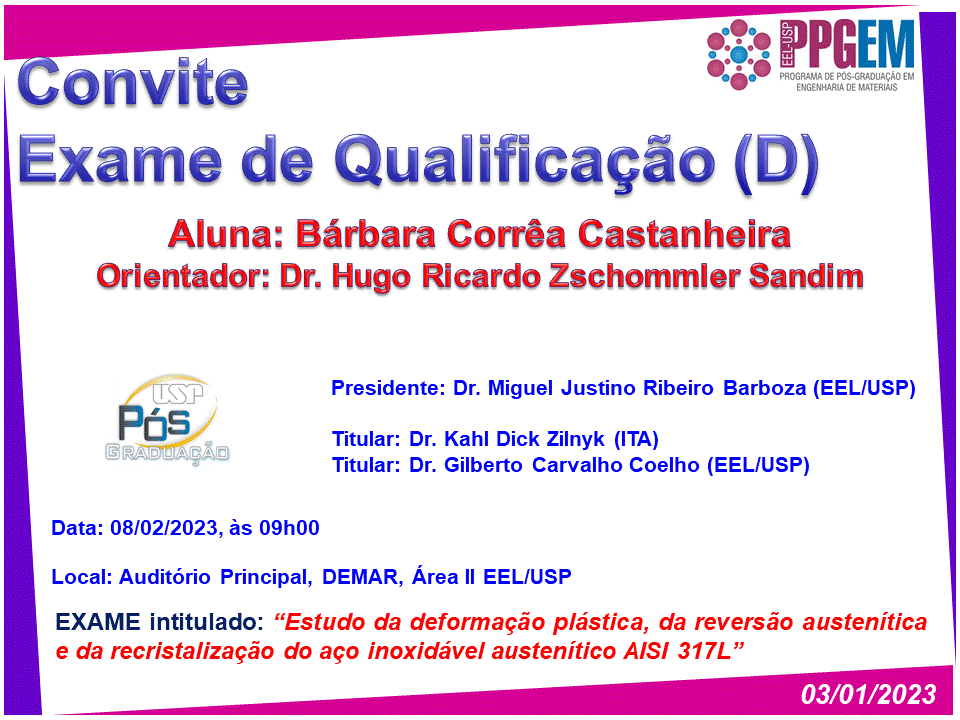 EEL-USP
PPGEM
PROGRAMA DE PÓS-GRADUAÇÃO EM
ENGENHARIA DE MATERIAIS
Convite
Exame de Qualificação (D)
Aluna: Bárbara Corrêa Castanheira
Orientador: Dr. Hugo Ricardo Zschommler Sandim
USP
Pós
GRADUAÇÃO
Presidente: Dr. Miguel Justino Ribeiro Barboza (EEL/USP)
Titular: Dr. Kahl Dick Zilnyk (ITA)
Titular: Dr. Gilberto Carvalho Coelho (EEL/USP)
Data: 08/02/2023, às 09h00
Local: Auditório Principal, DEMAR, Área II EEL/USP
EXAME intitulado: “Estudo da deformação plástica, da reversão austenítica
e da recristalização do aço inoxidável austenítico AISI 317L”
03/01/2023